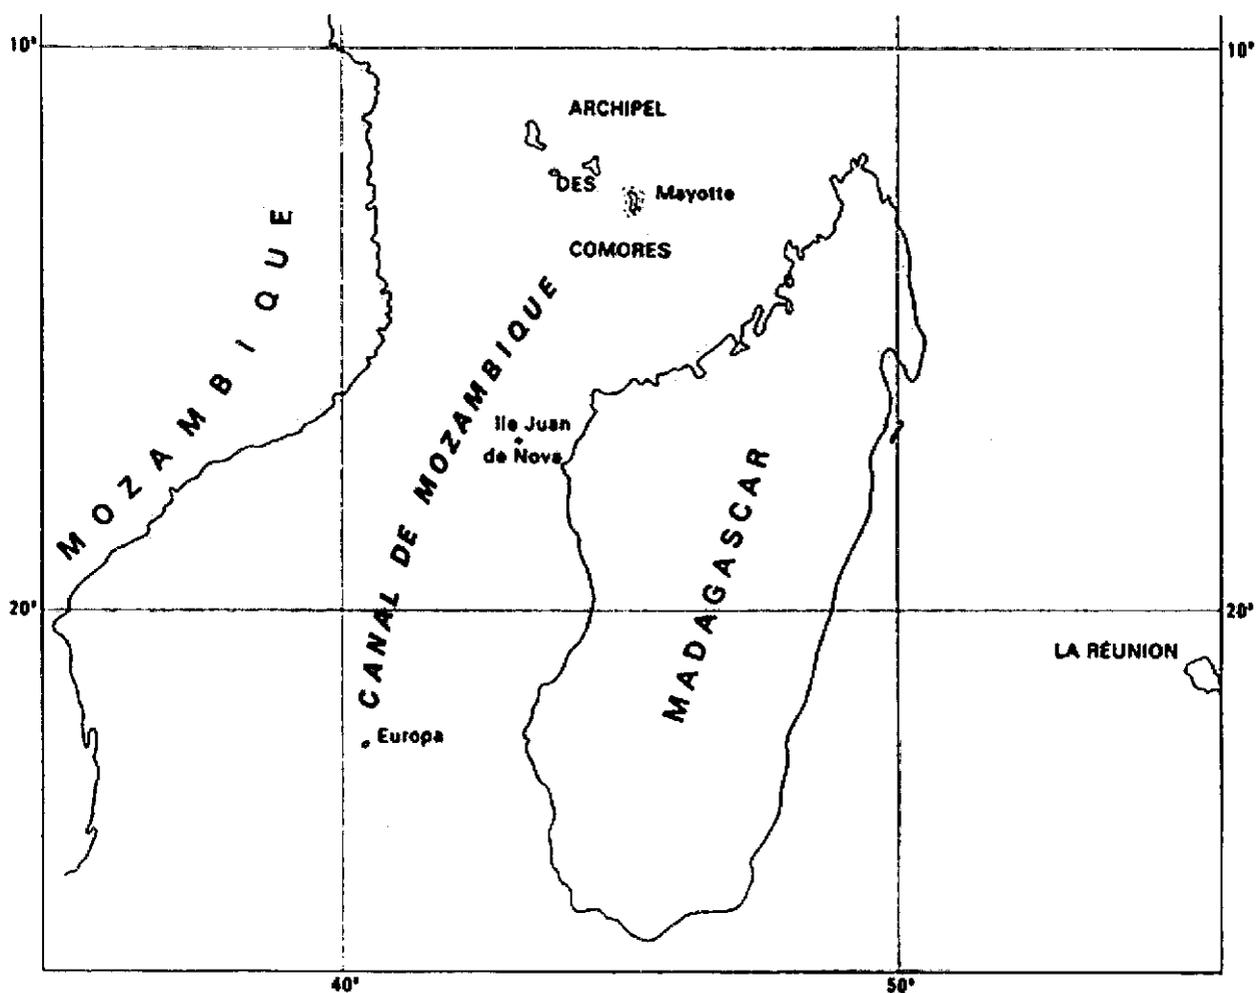 10°
10°
ARCHIPEL
DES
Mayotte
COMORES
MOZAMBIQUE
CANAL DE MOZAMBIQUE
Ile Juan
de Nova
MADAGASCAR
20°
20°
LA RÉUNION
Europa
40°
50°